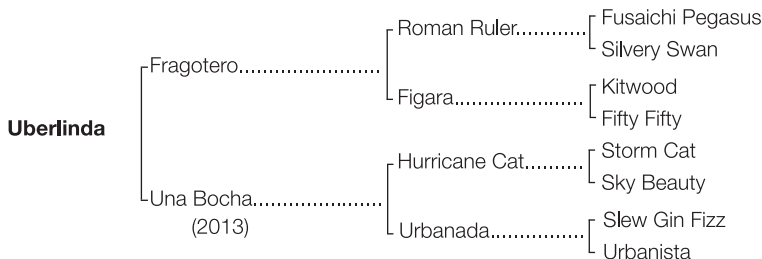 Fusaichi Pegasus
Roman Ruler
Silvery Swan
Fragotero
Kitwood
Figara
Fifty Fifty
Uberlinda
Storm Cat
Hurricane Cat
Sky Beauty
Una Bocha
(2013)
Slew Gin Fizz
Urbanada
Urbanista